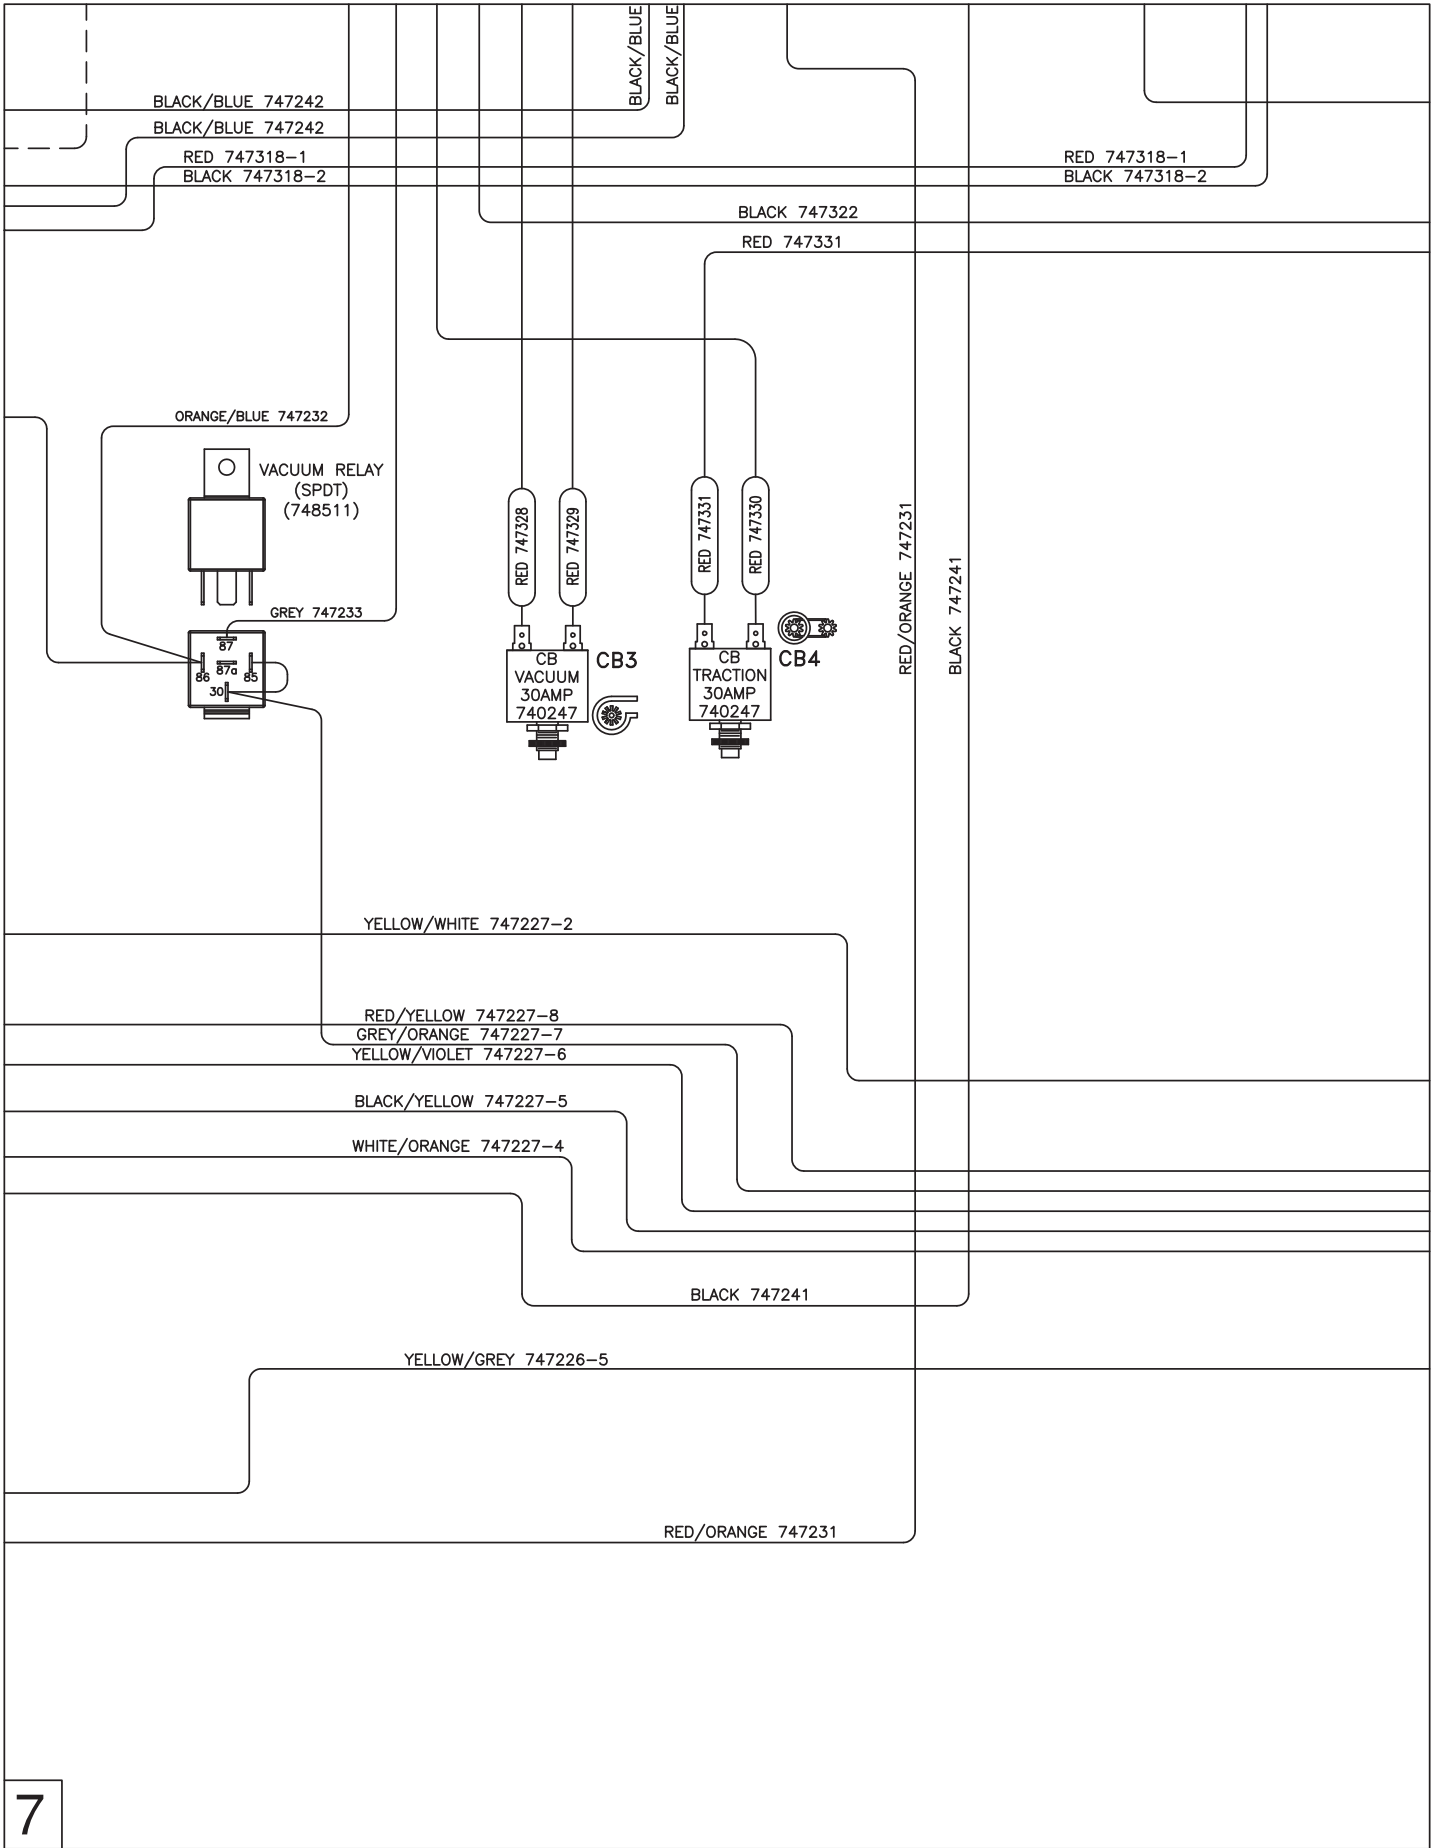 BLACK/BLUE
BLACK/BLUE
BLACK/BLUE 747242
BLACK/BLUE 747242
RED 747318-1
RED 747318-1
BLACK 747318-2
BLACK 747318-2
BLACK 747322
RED 747331
ORANGE/BLUE 747232
VACUUM RELAY
(SPDT)
(748511)
RED 747328
RED 747329
RED 747331
RED 747330
RED/ORANGE 747231
BLACK 747241
GREY 747233
87
86
87a
85
30
CB
VACUUM
30AMP
740247
CB3
CB
TRACTION
30AMP
740247
CB4
YELLOW/WHITE 747227-2
RED/YELLOW 747227-8
GREY/ORANGE 747227-7
YELLOW/VIOLET 747227-6
BLACK/YELLOW 747227-5
WHITE/ORANGE 747227-4
BLACK 747241
YELLOW/GREY 747226-5
RED/ORANGE 747231
7